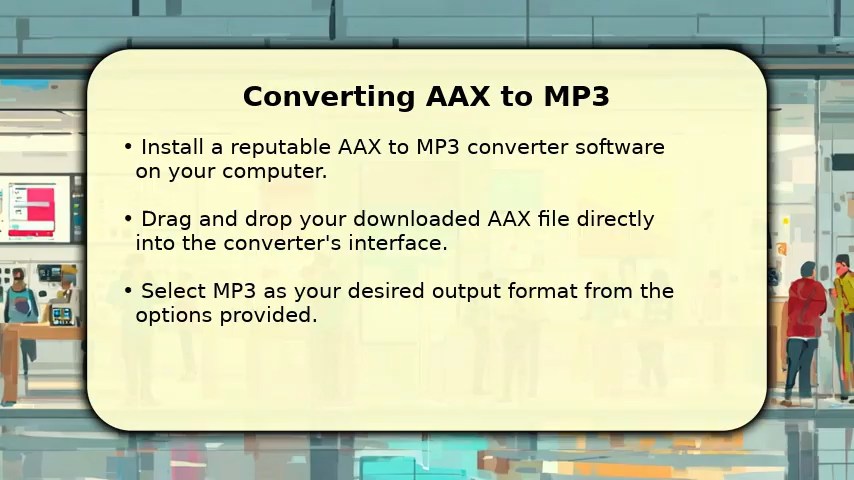 Converting AAX to MP3
• Install a reputable AAX to MP3 converter software
on your computer.
• Drag and drop your downloaded AAX file directly
into the converter's interface.
• Select MP3 as your desired output format from the
options provided.